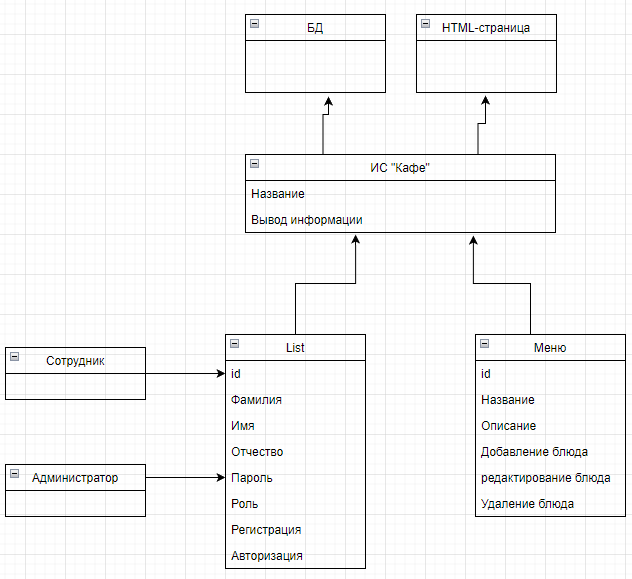 БД
HTML-страница
ИС "Кафе"
Название
Вывод информации
Сотрудник
Администратор
List
id
Фамилия
Имя
Отчество
Пароль
Роль
Регистрация
Авторизация
Меню
id
Название
Описание
Добавление блюда
редактирование блюда
Удаление блюда